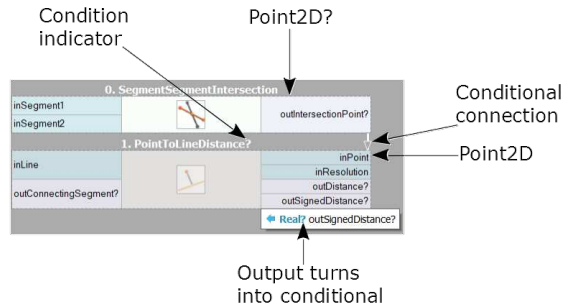 Condition
indicator
Point2D?
0. SegmentSegmentIntersection
inSegment1
inSegment2
outIntersectionPoint?
Conditional
connection
1. PointToLineDistance?
inLine
outConnectingSegment?
inPoint
inResolution
outDistance?
outSignedDistance?
Point2D
Real? outSignedDistance?
Output turns
into conditional